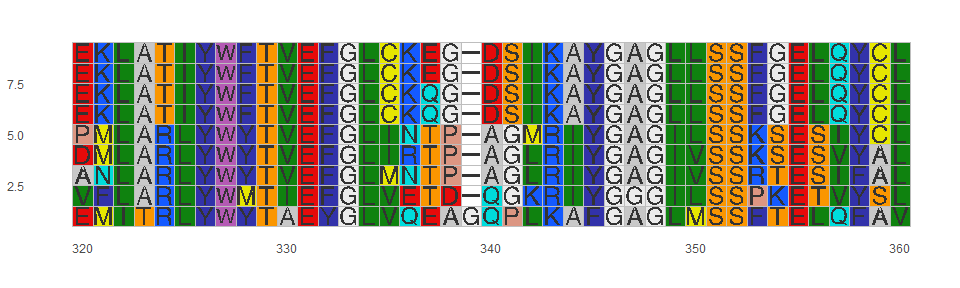 EKLATIYWFTVEFGLCKEG-DSIKAYGAGLLSSFGELQYCL
EKLATIYWFTVEFGLCKEG-DSIKAYGAGLLSSFGELQYCL
7.5
EKLATIYWFTVEFGLCKQG-DSIKAYGAGLLSSFGELQYCL
EKLATIYWFTVEFGLCKQG-DSIKAYGAGLLSSFGELQYCL
5.0
PMLARLYWYTVEFGLINTP-AGMRIYGAGILSSKSESIYCL
DMLARLYWYTVEFGLIRTP-AGLRIYGAGIVSSKSESVYAL
ANLARLYWYTVEFGLMNTP-AGLRIYGAGIVSSRTESIFAL
2.5
VFLARLYWMTIEFGLVETD-QGKRIYGGGILSSPKETVYSL
EMITRLYWYTAEYGLVQEAGQPLKAFGAGLMSSFTELQFAV
320 330 340 350 360